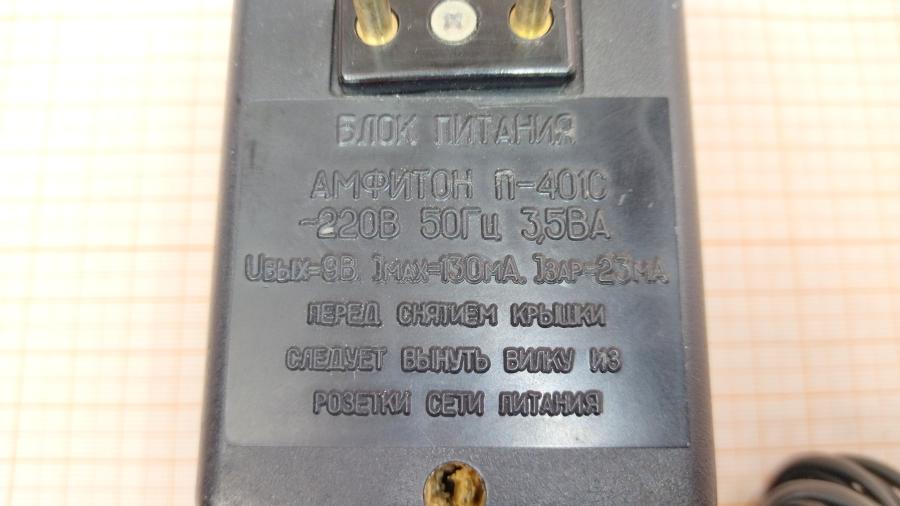 БЛОК ПИТАНИЯ
АМФИТОН П-401С
~220В 50Гц 3,5ВА
Uвых=9В. Iмах=130мА. Iзар=23мА
ПЕРЕД СНЯТИЕМ КРЫШКИ
СЛЕДУЕТ ВЫНУТЬ ВИЛКУ ИЗ
РОЗЕТКИ СЕТИ ПИТАНИЯ